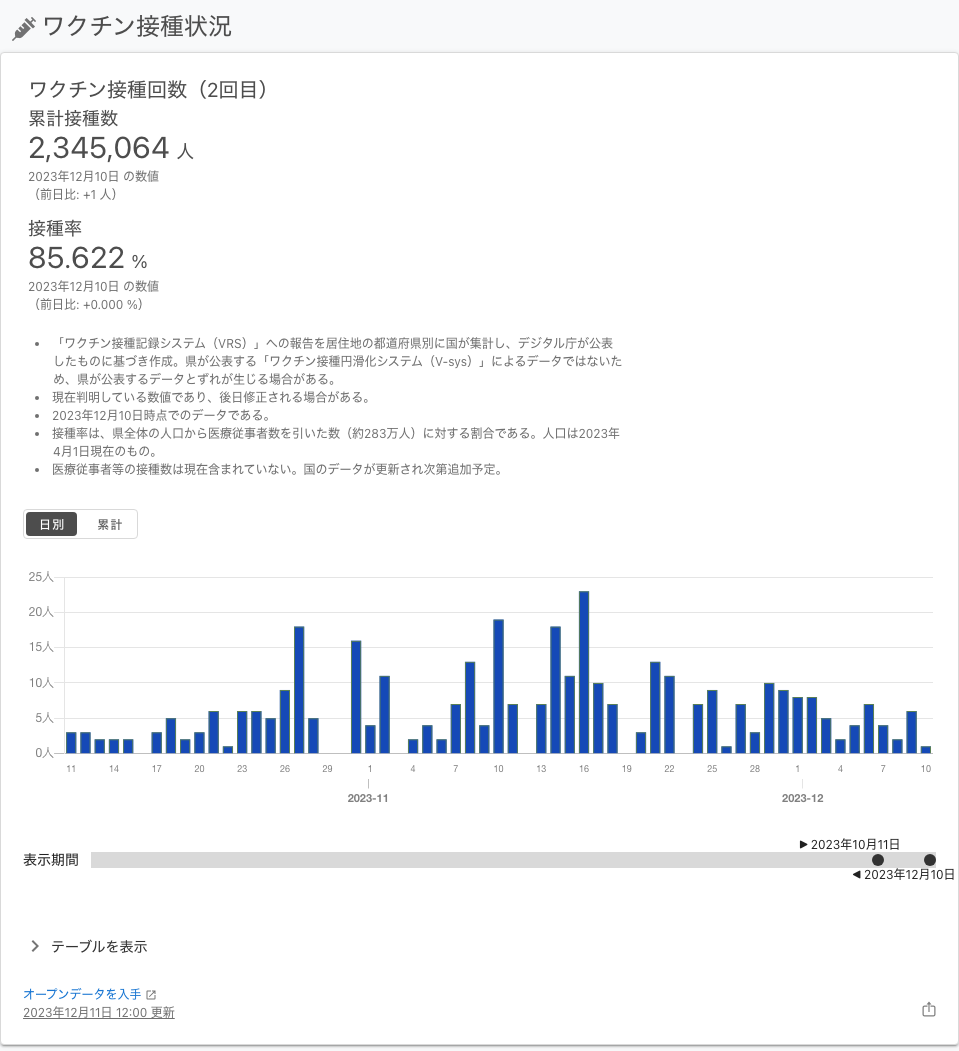 ワクチン接種状況
ワクチン接種回数（2回目）
累計接種数
2,345,064 人
2023年12月10日 の数値
（前日比: +1 人）
接種率
85.622 %
2023年12月10日 の数値
（前日比: +0.000 %）
• 「ワクチン接種記録システム（VRS）」への報告を居住地の都道府県別に国が集計し、デジタル庁が公表
したものに基づき作成。県が公表する「ワクチン接種円滑化システム（V-sys）」によるデータではないた
め、県が公表するデータとずれが生じる場合がある。
• 現在判明している数値であり、後日修正される場合がある。
• 2023年12月10日時点でのデータである。
• 接種率は、県全体の人口から医療従事者数を引いた数（約283万人）に対する割合である。人口は2023年
4月1日現在のもの。
• 医療従事者等の接種数は現在含まれていない。国のデータが更新され次第追加予定。
日別 累計
25人
20人
15人
10人
5人
0人
11 14 17 20 23 26 29 1 4 7 10 13 16 19 22 25 28 1 4 7 10
2023-11 2023-12
▶ 2023年10月11日
表示期間
◀ 2023年12月10日
テーブルを表示
オープンデータを入手
2023年12月11日 12:00 更新